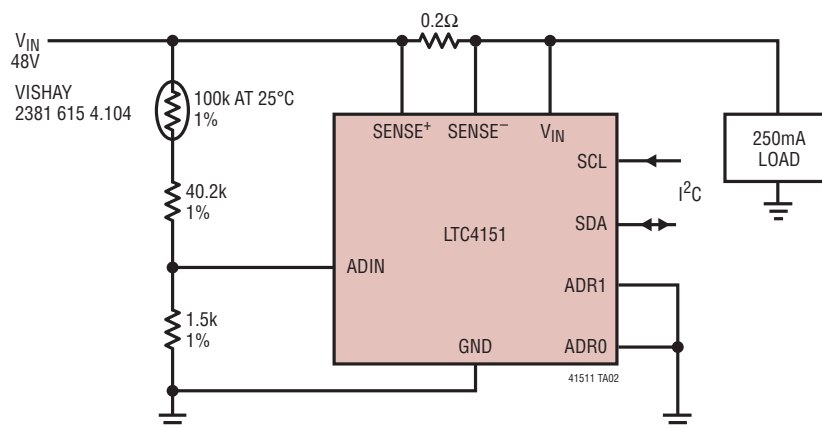 0.2Ω
VIN
48V
VISHAY
2381 615 4.104
100k AT 25°C
1%
40.2k
1%
1.5k
1%
SENSE+
SENSE–
VIN
SCL
SDA
I2C
LTC4151
ADIN
ADR1
GND
ADR0
41511 TA02
250mA
LOAD